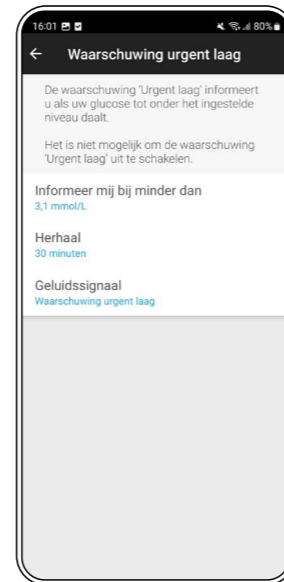 16:01
80%
Waarschuwing urgent laag
De waarschuwing 'Urgent laag' informeert
u als uw glucose tot onder het ingestelde
niveau daalt.
Het is niet mogelijk om de waarschuwing
'Urgent laag' uit te schakelen.
Informeer mij bij minder dan
3,1 mmol/L
Herhaal
30 minuten
Geluidssignaal
Waarschuwing urgent laag